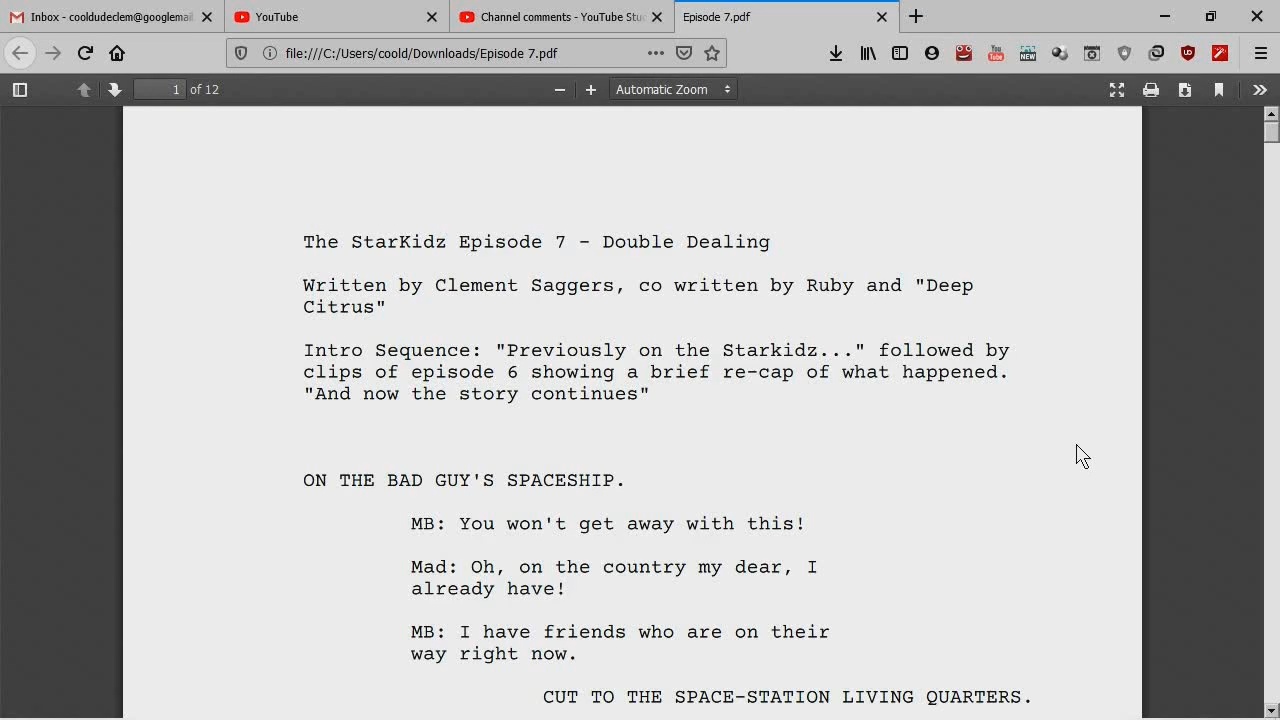 Inbox - cooldudeclem@googlemai
YouTube
Channel comments - YouTube Stu
Episode 7.pdf
file:///C:/Users/coold/Downloads/Episode 7.pdf
You Tube
NEW
1 of 12
Automatic Zoom
The StarKidz Episode 7 - Double Dealing
Written by Clement Saggers, co written by Ruby and "Deep
Citrus"
Intro Sequence: "Previously on the Starkidz..." followed by
clips of episode 6 showing a brief re-cap of what happened.
"And now the story continues"
ON THE BAD GUY'S SPACESHIP.
MB: You won't get away with this!
Mad: Oh, on the country my dear, I
already have!
MB: I have friends who are on their
way right now.
CUT TO THE SPACE-STATION LIVING QUARTERS.